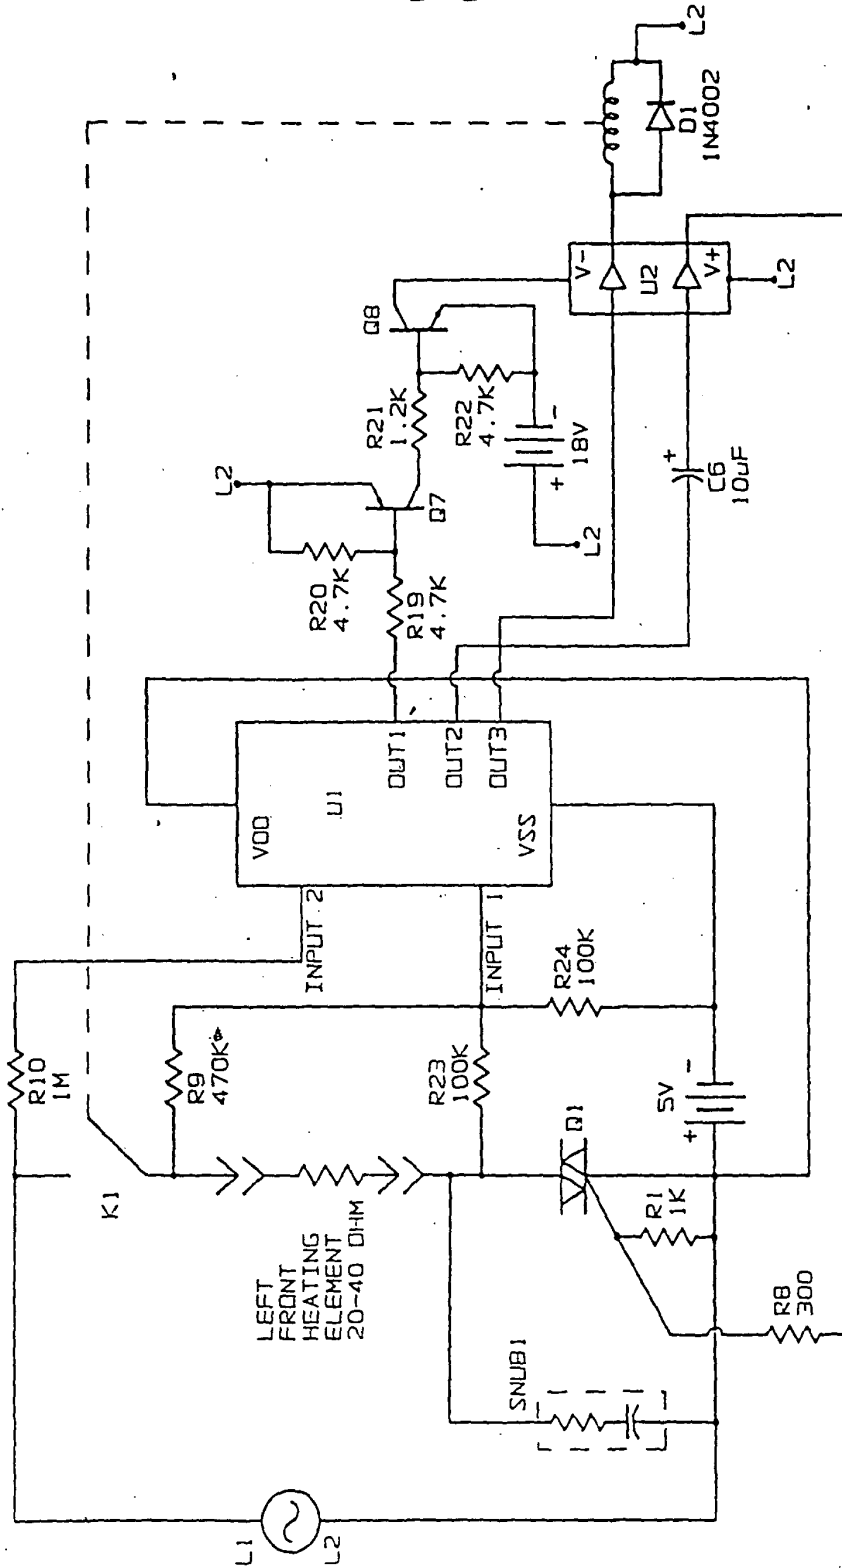 L1
L2
R10
1M
K1
R9
470K
LEFT
FRONT
HEATING
ELEMENT
20-40 OHM
SNUB1
R23
100K
R24
100K
Q1
5V
+
-
R1
1K
R8
300
INPUT 2
INPUT 1
VDD
U1
VSS
OUT1
OUT2
OUT3
R20
4.7K
R19
4.7K
L2
Q7
R21
1.2K
Q8
R22
4.7K
18V
+
-
L2
C6
10uF
+
V-
U2
V+
L2
D1
1N4002
L2